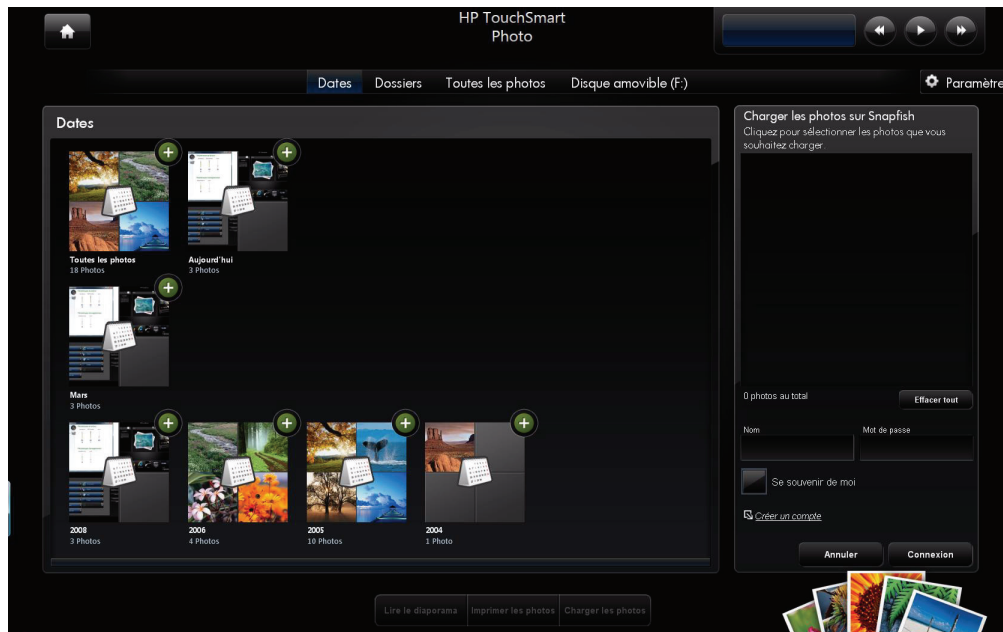 HP TouchSmart
Photo
Dates
Dossiers
Toutes les photos
Disque amovible (F:)
Paramètre
Dates
Toutes les photos
18 Photos
Aujourd'hui
3 Photos
Mars
3 Photos
2008
3 Photos
2006
4 Photos
2005
10 Photos
2004
1 Photo
Charger les photos sur Snapfish
Cliquez pour sélectionner les photos que vous
souhaitez charger.
0 photos au total
Effacer tout
Nom
Mot de passe
Se souvenir de moi
Créer un compte
Annuler
Connexion
Lire le diaporama
Imprimer les photos
Charger les photos